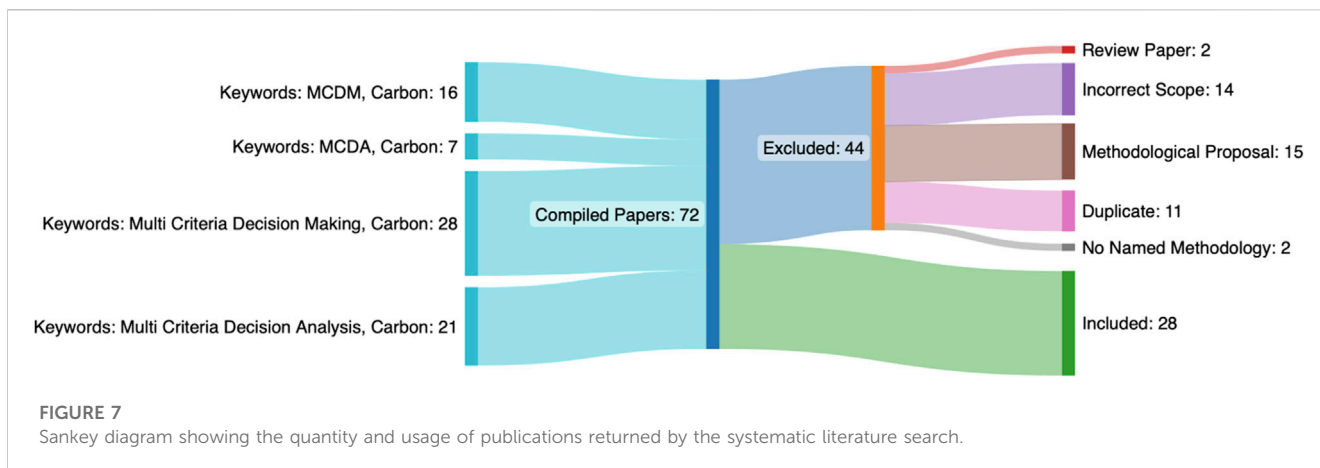 Keywords: MCDM, Carbon: 16
Keywords: MCDA, Carbon: 7
Keywords: Multi Criteria Decision Making, Carbon: 28
Keywords: Multi Criteria Decision Analysis, Carbon: 21
Compiled Papers: 72
Excluded: 44
Review Paper: 2
Incorrect Scope: 14
Methodological Proposal: 15
Duplicate: 11
No Named Methodology: 2
Included: 28
FIGURE 7
Sankey diagram showing the quantity and usage of publications returned by the systematic literature search.